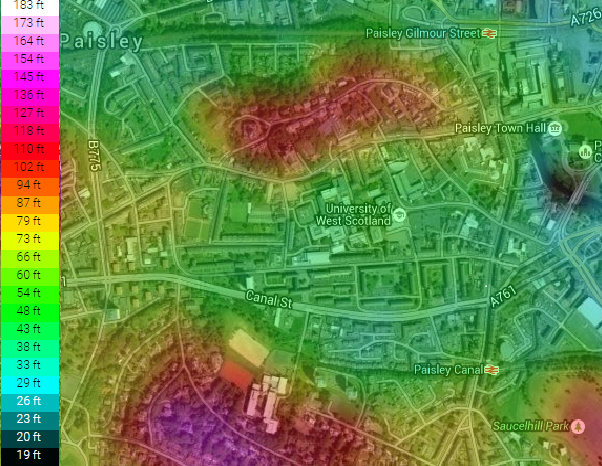 183 ft
173 ft
164 ft
154 ft
145 ft
136 ft
127 ft
118 ft
110 ft
102 ft
94 ft
87 ft
79 ft
73 ft
66 ft
60 ft
54 ft
48 ft
43 ft
38 ft
33 ft
29 ft
26 ft
23 ft
20 ft
19 ft
Paisley
A726
Paisley Gilmour Street
Paisley Town Hall
B775
P
C
University of
West Scotland
Canal St
A761
Paisley Canal
Saucelhill Park